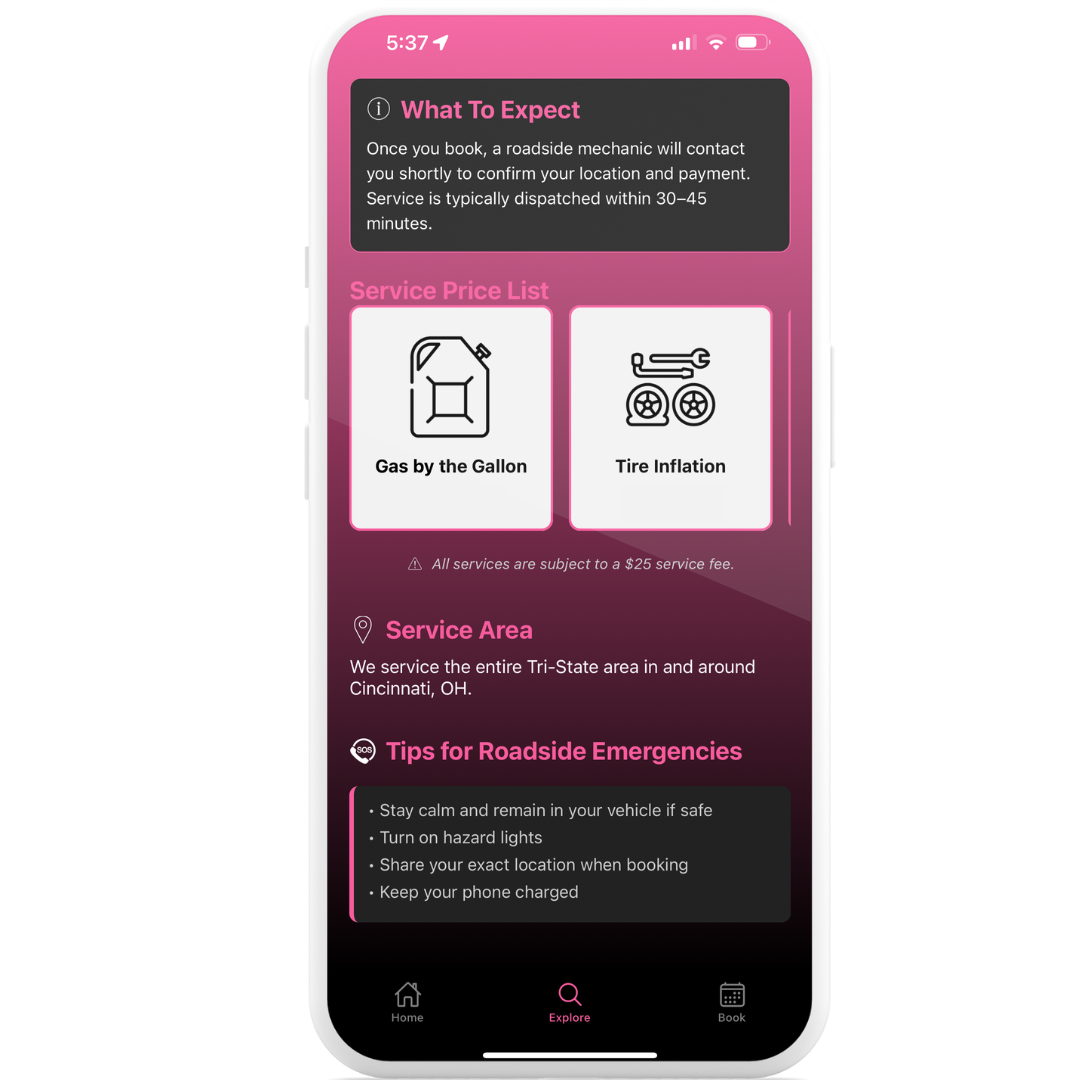 5:37
What To Expect
Once you book, a roadside mechanic will contact
you shortly to confirm your location and payment.
Service is typically dispatched within 30–45
minutes.
Service Price List
Gas by the Gallon
Tire Inflation
All services are subject to a $25 service fee.
Service Area
We service the entire Tri-State area in and around
Cincinnati, OH.
SOS
Tips for Roadside Emergencies
• Stay calm and remain in your vehicle if safe
• Turn on hazard lights
• Share your exact location when booking
• Keep your phone charged
Home
Explore
Book